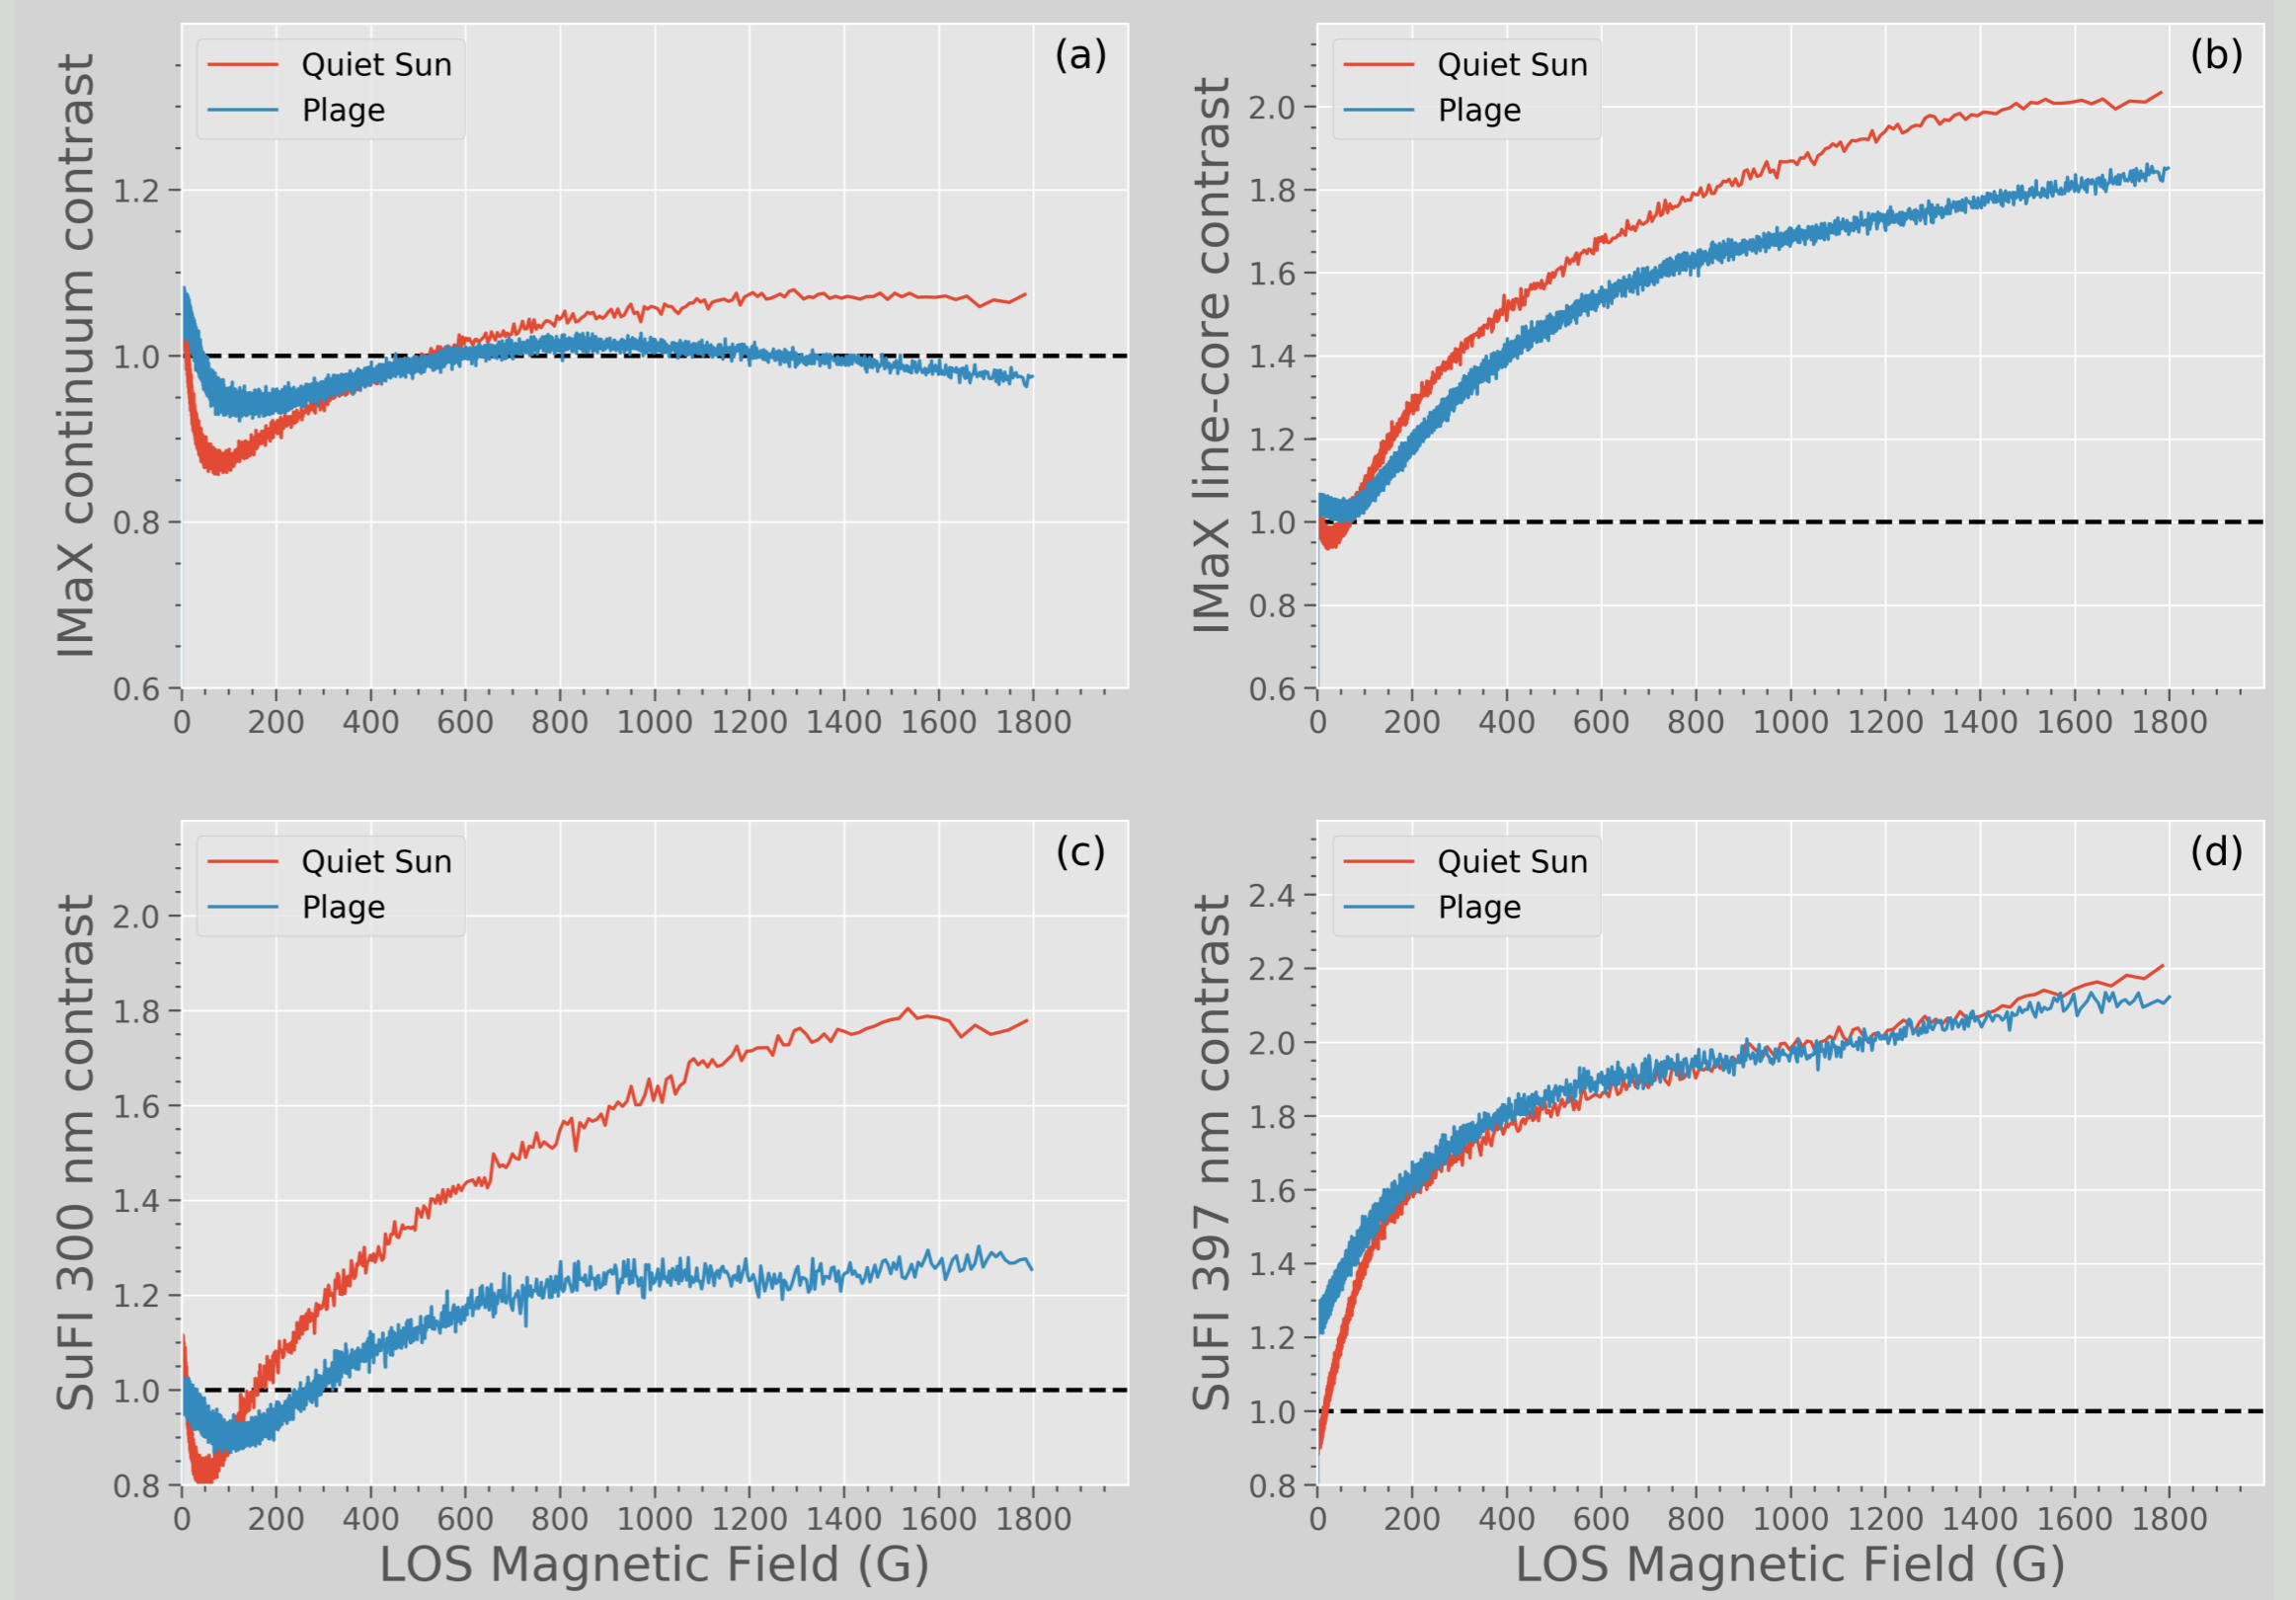 (a)
Quiet Sun
Plage
IMaX continuum contrast
1.2
1.0
0.8
0.6
0 200 400 600 800 1000 1200 1400 1600 1800
(b)
Quiet Sun
Plage
IMaX line-core contrast
2.0
1.8
1.6
1.4
1.2
1.0
0.8
0.6
0 200 400 600 800 1000 1200 1400 1600 1800
(c)
Quiet Sun
Plage
SuFI 300 nm contrast
2.0
1.8
1.6
1.4
1.2
1.0
0.8
0 200 400 600 800 1000 1200 1400 1600 1800
LOS Magnetic Field (G)
(d)
Quiet Sun
Plage
SuFI 397 nm contrast
2.4
2.2
2.0
1.8
1.6
1.4
1.2
1.0
0.8
0 200 400 600 800 1000 1200 1400 1600 1800
LOS Magnetic Field (G)